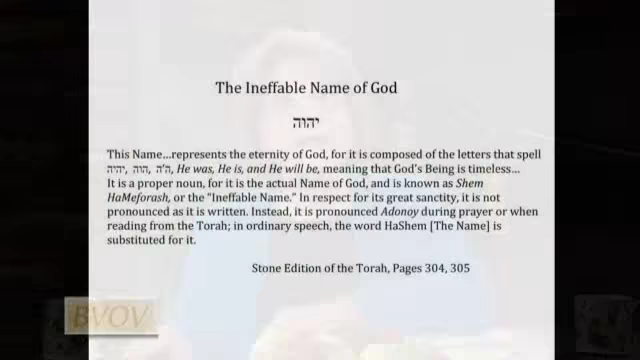 The Ineffable Name of God
יהוה
This Name...represents the eternity of God, for it is composed of the letters that spell
היה, הוה, יהיה, He was, He is, and He will be, meaning that God's Being is timeless...
It is a proper noun, for it is the actual Name of God, and is known as Shem
HaMeforash, or the "Ineffable Name." In respect for its great sanctity, it is not
pronounced as it is written. Instead, it is pronounced Adonoy during prayer or when
reading from the Torah; in ordinary speech, the word HaShem [The Name] is
substituted for it.
Stone Edition of the Torah, Pages 304, 305
BVOV